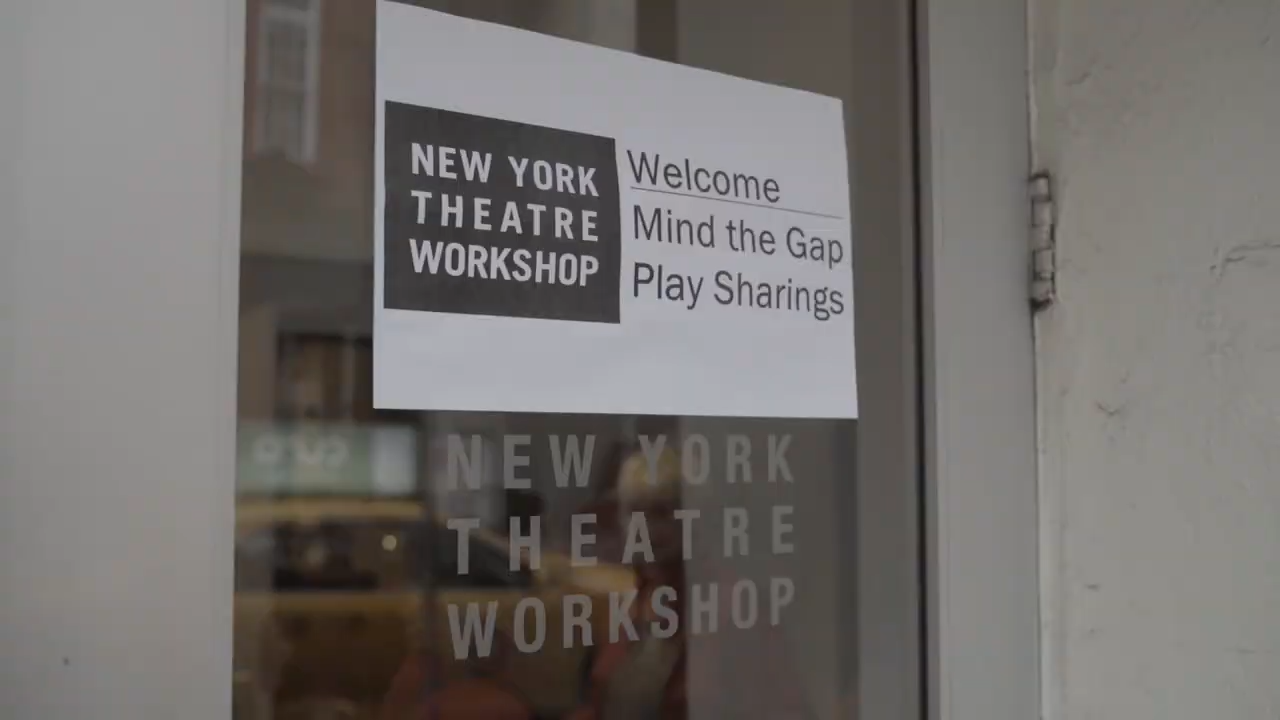 NEW YORK
THEATRE
WORKSHOP
Welcome
Mind the Gap
Play Sharings
NEW YORK
THEATRE
WORKSHOP